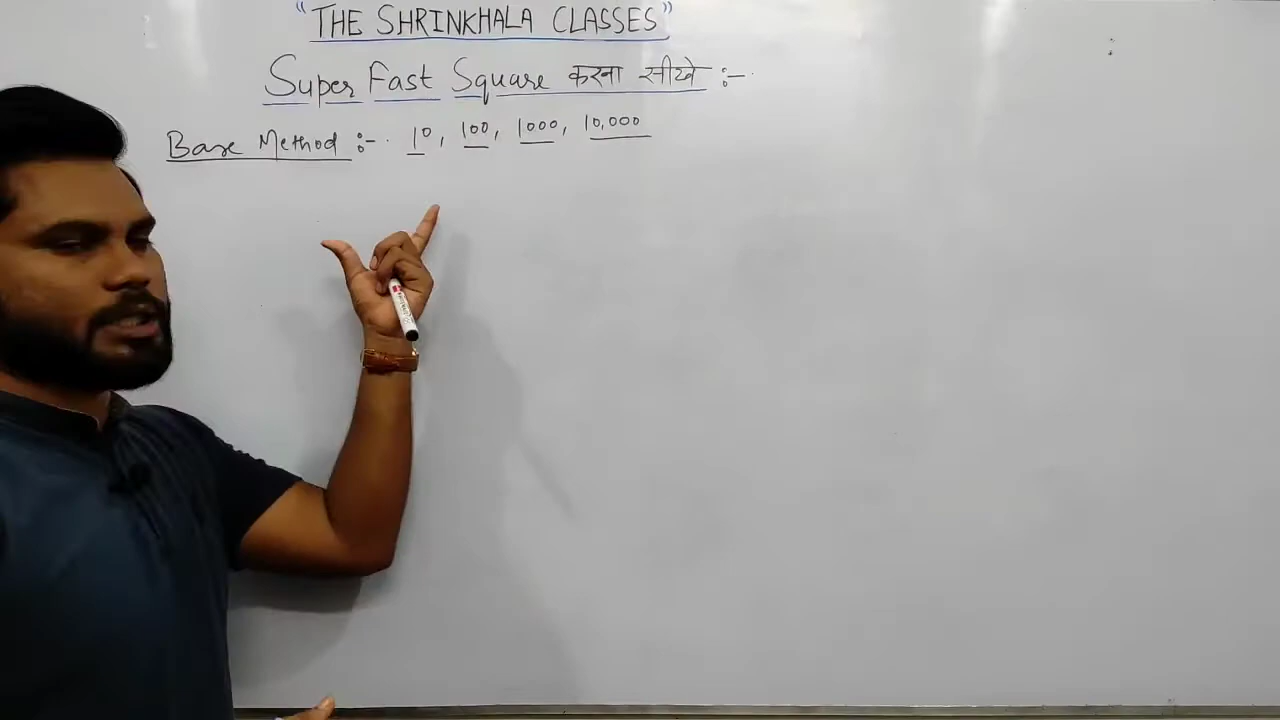 "THE SHRINKHALA CLASSES"
Super Fast Square करना सीखे :-
Base Method :- 10, 100, 1000, 10,000